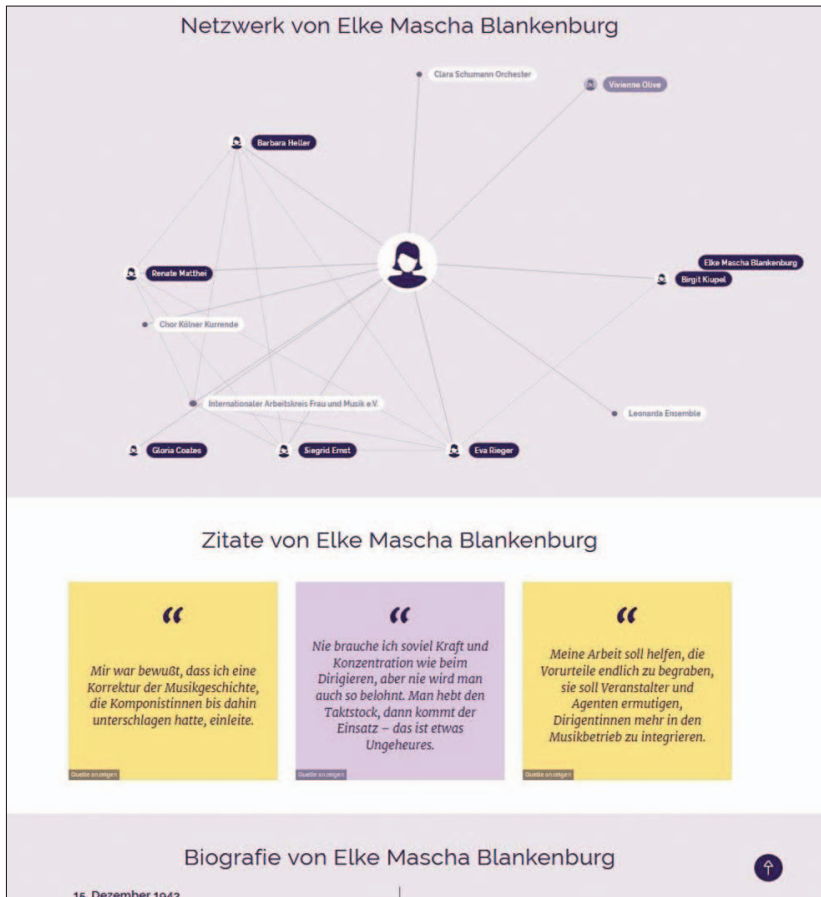 Netzwerk von Elke Mascha Blankenburg
Clara Schumann Orchester
Vivienne Olive
Barbara Heller
Elke Mascha Blankenburg
Renate Matthei
Birgit Kiupel
Chor Kölner Kurrende
Internationaler Arbeitskreis Frau und Musik e.V.
Leonarda Ensemble
Gloria Coates
Siegrid Ernst
Eva Rieger
Zitate von Elke Mascha Blankenburg
“
Mir war bewußt, dass ich eine
Korrektur der Musikgeschichte,
die Komponistinnen bis dahin
unterschlagen hatte, einleite.
Quelle anzeigen
“
Nie brauche ich soviel Kraft und
Konzentration wie beim
Dirigieren, aber nie wird man
auch so belohnt. Man hebt den
Taktstock, dann kommt der
Einsatz – das ist etwas
Ungeheures.
Quelle anzeigen
“
Meine Arbeit soll helfen, die
Vorurteile endlich zu begraben,
sie soll Veranstalter und
Agenten ermutigen,
Dirigentinnen mehr in den
Musikbetrieb zu integrieren.
Quelle anzeigen
Biografie von Elke Mascha Blankenburg
15. Dezember 1943